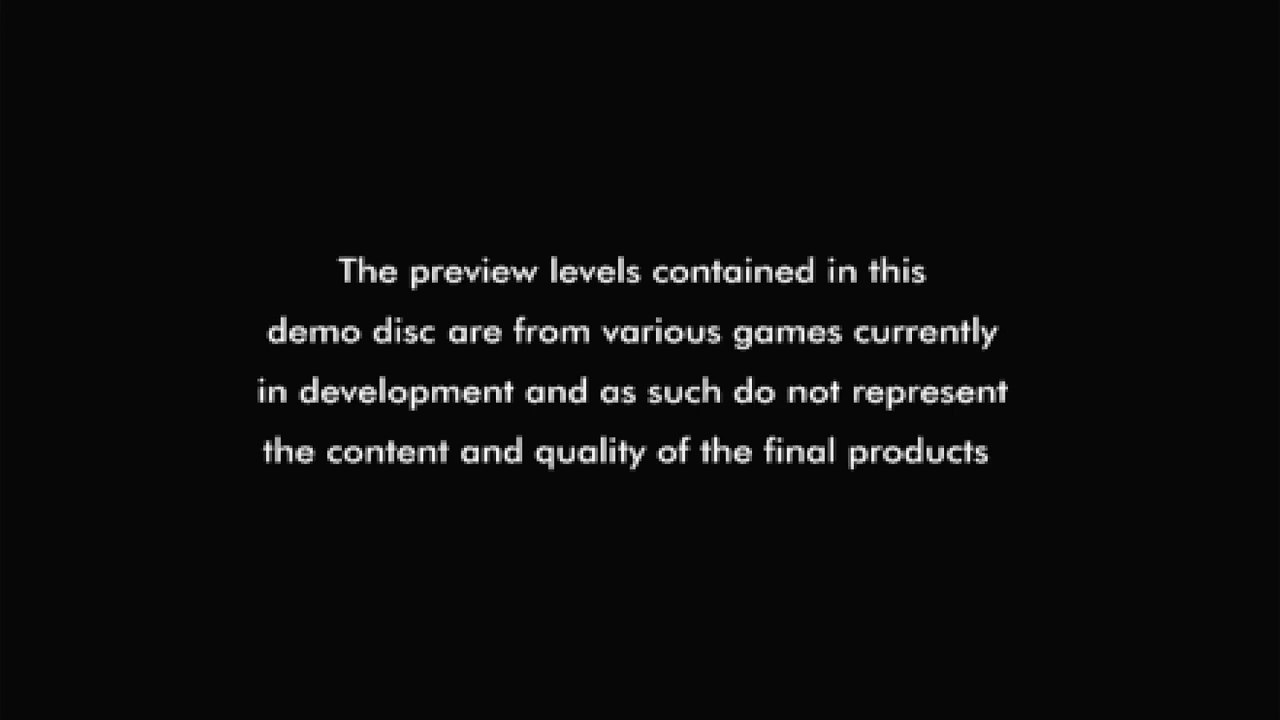 The preview levels contained in this
demo disc are from various games currently
in development and as such do not represent
the content and quality of the final products